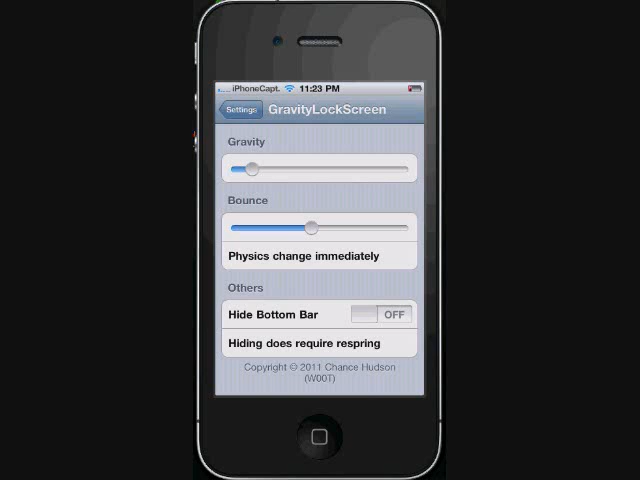 iPhoneCapt. 11:23 PM
Settings GravityLockScreen
Gravity
Bounce
Physics change immediately
Others
Hide Bottom Bar OFF
Hiding does require respring
Copyright © 2011 Chance Hudson
(W00T)